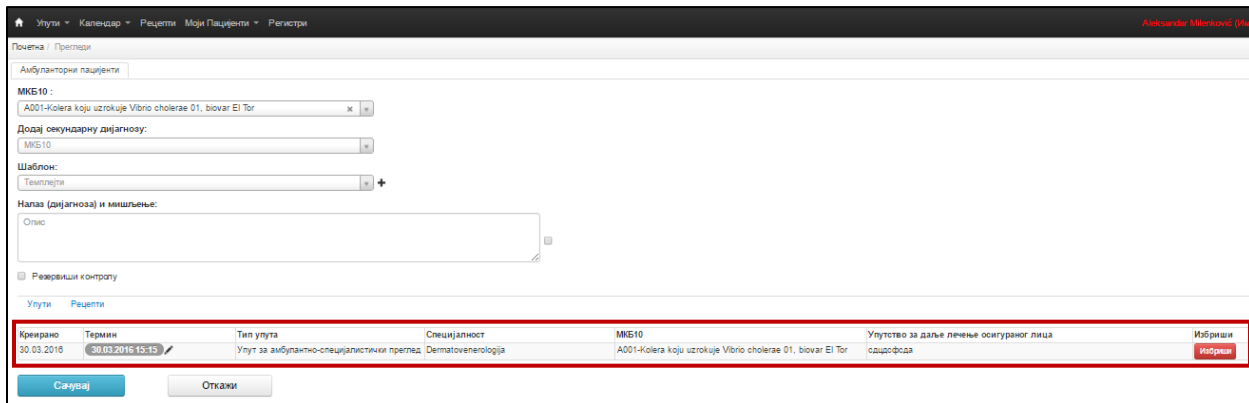 Упути Календар Рецепти Моји Пацијенти Регистри Aleksandar Milenković
Почетна / Прегледи
Амбулаторни пацијенти
МКБ10 :
A001-Kolera koju uzrokuje Vibrio cholerae 01, biovar El Tor
Додај секундарну дијагнозу:
МКБ10
Шаблон:
Темплејти
Налаз (дијагноза) и мишљење:
Опис
Резервиши контролу
Упути Рецепти
Креирано Термин Тип упута Специјалност МКБ10 Упутство за даље лечење осигураног лица Избриши
30.03.2016 30.03.2016 15:15 Упут за амбулантно-специјалистички преглед Dermatovenerologija A001-Kolera koju uzrokuje Vibrio cholerae 01, biovar El Tor Избриши
Сачувај Откажи